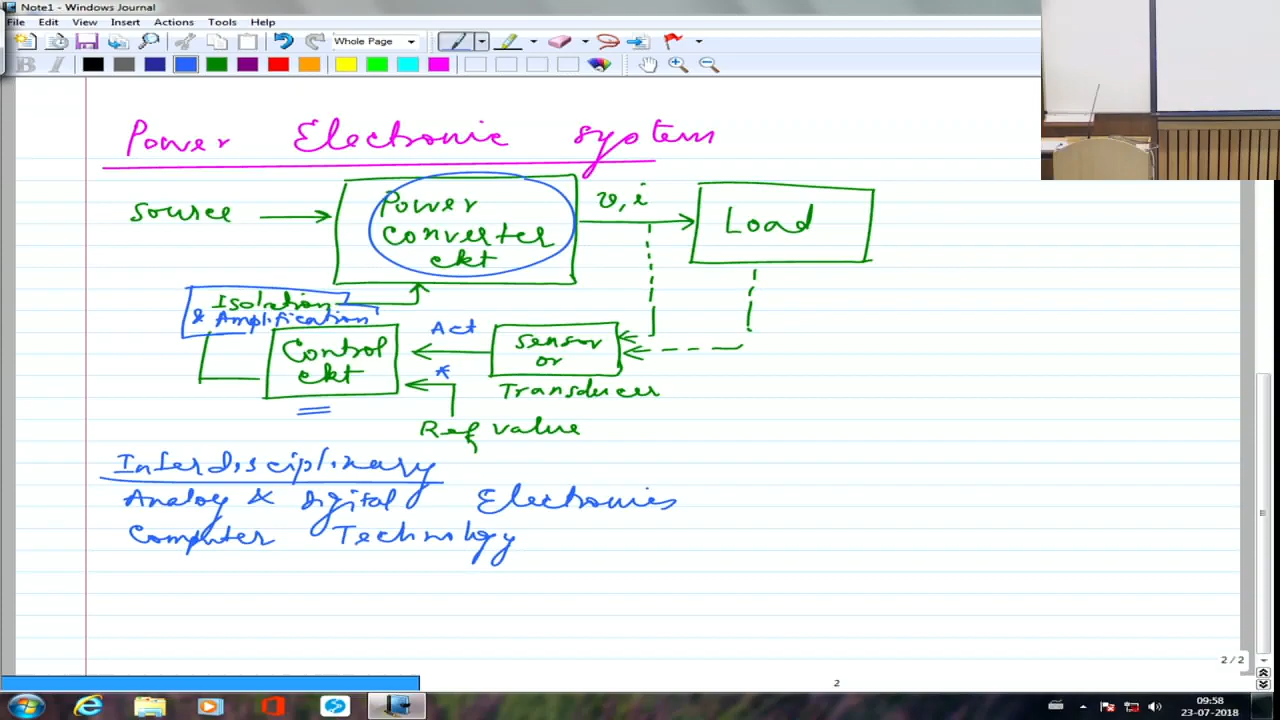 Note1 - Windows Journal
File Edit View Insert Actions Tools Help
Whole Page
B I
Power Electronic system
source
Power
converter
ckt
v, i
Load
Isolation
& Amplification
Control
ckt
Act
*
sensor
or
Transducer
Ref value
Interdisciplinary
Analog & Digital Electronics
Computer Technology
2 / 2
2
09:58
23-07-2018